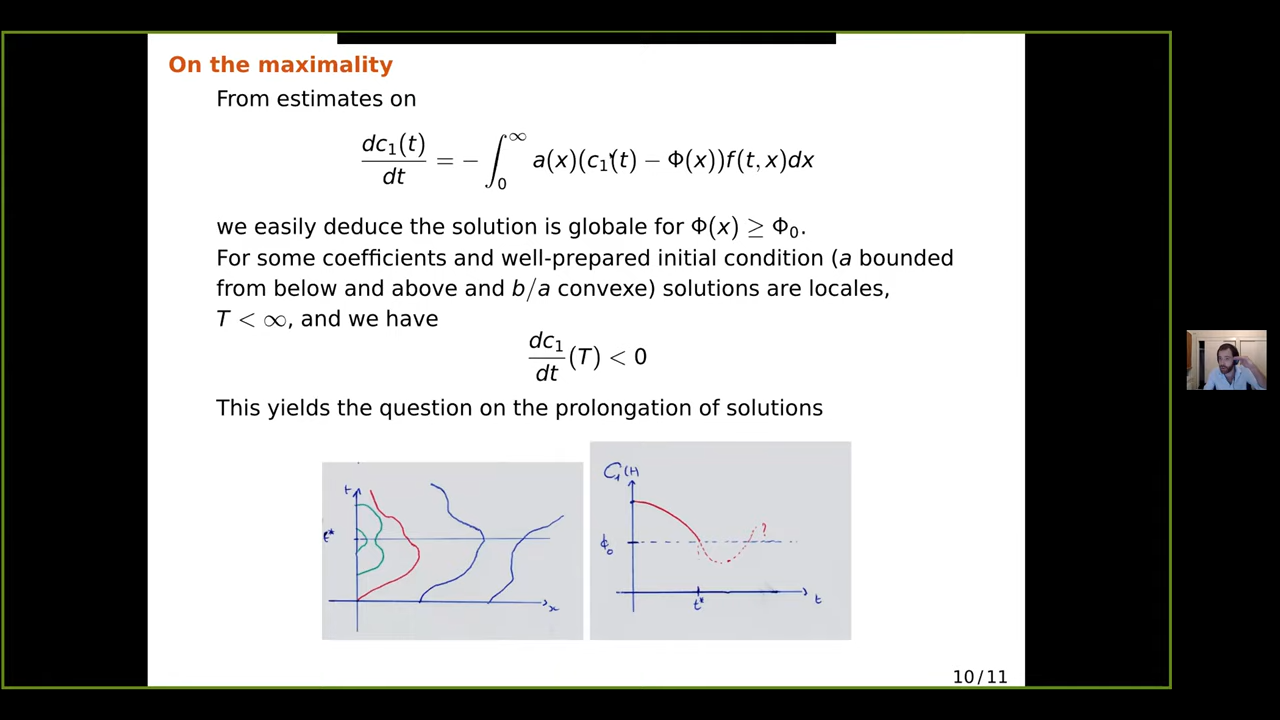 On the maximality
From estimates on
dc₁(t)/dt = − ∫₀^∞ a(x)(c₁(t) − Φ(x))f(t, x)dx
we easily deduce the solution is globale for Φ(x) ≥ Φ₀.
For some coefficients and well-prepared initial condition (a bounded
from below and above and b/a convexe) solutions are locales,
T < ∞, and we have
dc₁/dt (T) < 0
This yields the question on the prolongation of solutions
t
t*
x
C₁(t)
?
ϕ₀
t*
t
10/11